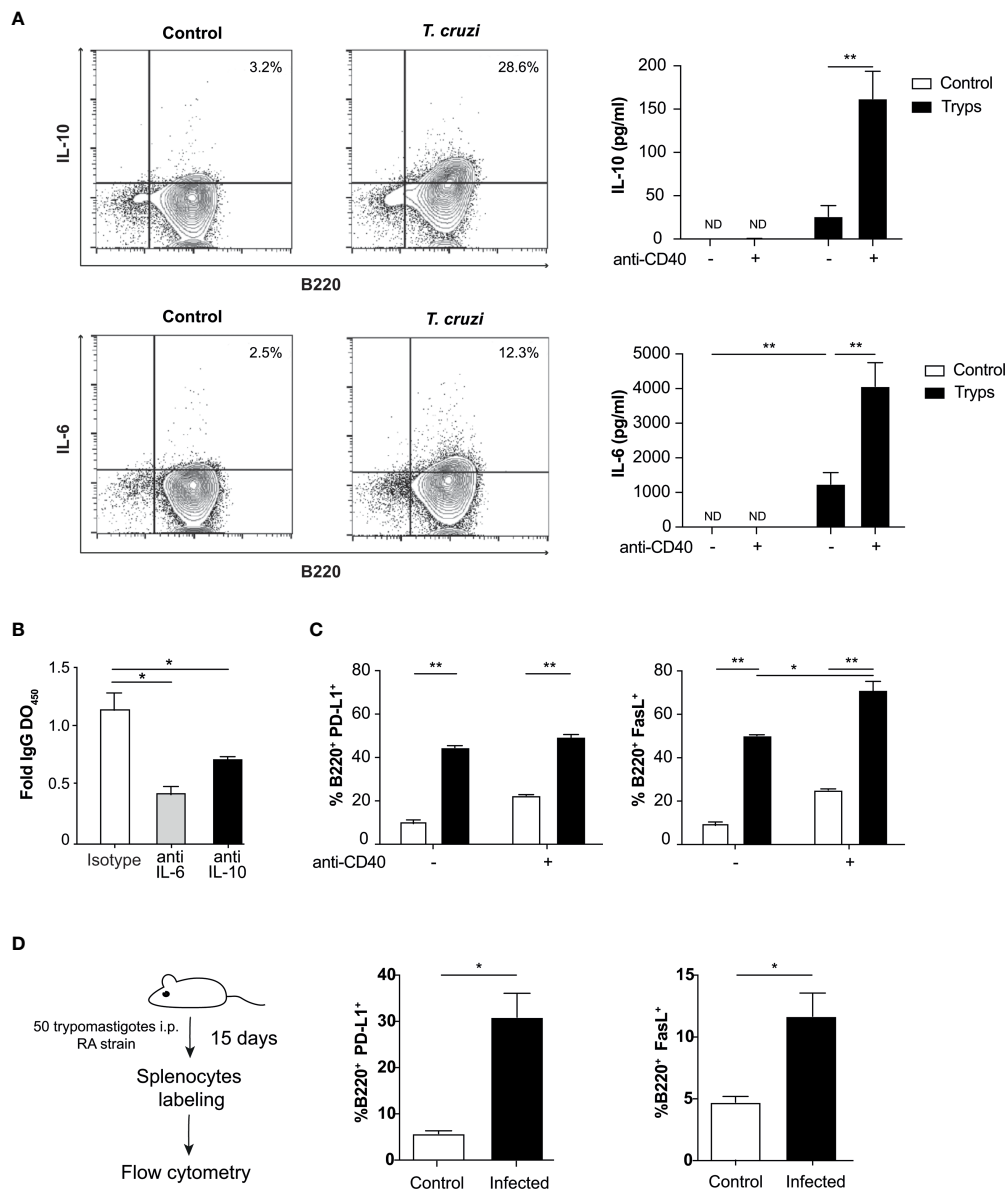 A
Control
T. cruzi
3.2%
28.6%
IL-10
B220
IL-10 (pg/ml)
200
150
100
50
0
** 
ND ND
anti-CD40 - + - +
Control
Tryps
Control
T. cruzi
2.5%
12.3%
IL-6
B220
IL-6 (pg/ml)
5000
4000
3000
2000
1000
0
** **
ND ND
anti-CD40 - + - +
Control
Tryps
B
Fold IgG DO450
1.5
1.0
0.5
0
*
*
Isotype anti IL-6 anti IL-10
C
% B220+ PD-L1+
80
60
40
20
0
** **
anti-CD40 - +
% B220+ FasL+
80
60
40
20
0
** * **
- +
D
50 trypomastigotes i.p.
RA strain
15 days
Splenocytes
labeling
Flow cytometry
%B220+ PD-L1+
40
30
20
10
0
*
Control Infected
%B220+ FasL+
15
10
5
0
*
Control Infected